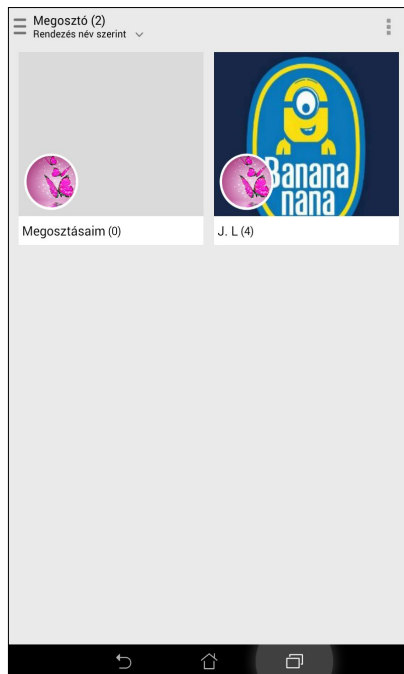 Megosztó (2)
Rendezés név szerint
Megosztásaim (0)
Banana
nana
J. L (4)